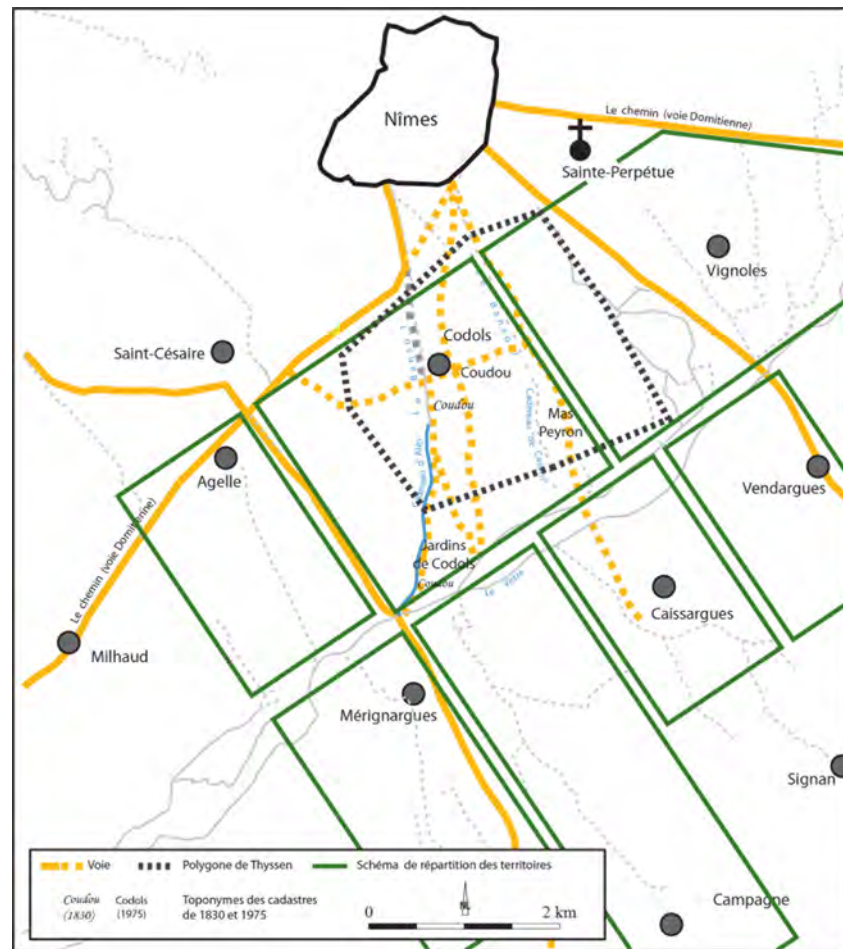 Nîmes
Le chemin (voie Domitienne)
Sainte-Perpétue
Vignoles
Saint-Césaire
Codols
Coudou
Coudou
Mas
Peyron
Agelle
Vendargues
Le chemin (voie Domitienne)
Jardins
de Codols
Coudou
Le Vistre
Caissargues
Milhaud
Mérignargues
Signan
Campagne
Voie
Polygone de Thyssen
Schéma de répartition des territoires
Coudou
(1830)
Codols
(1975)
Toponymes des cadastres
de 1830 et 1975
0
2 km